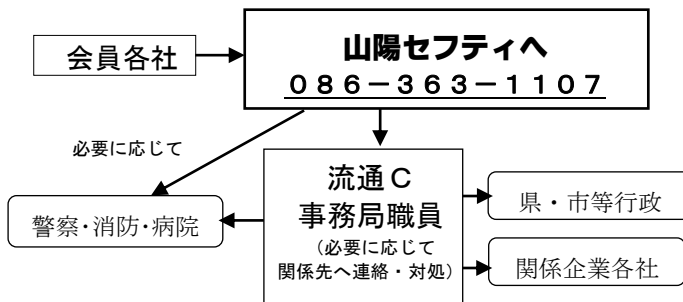 会員各社
山陽セフティへ
０８６－３６３－１１０７
必要に応じて
流通Ｃ
事務局職員
（必要に応じて
関係先へ連絡・対処）
警察・消防・病院
県・市等行政
関係企業各社